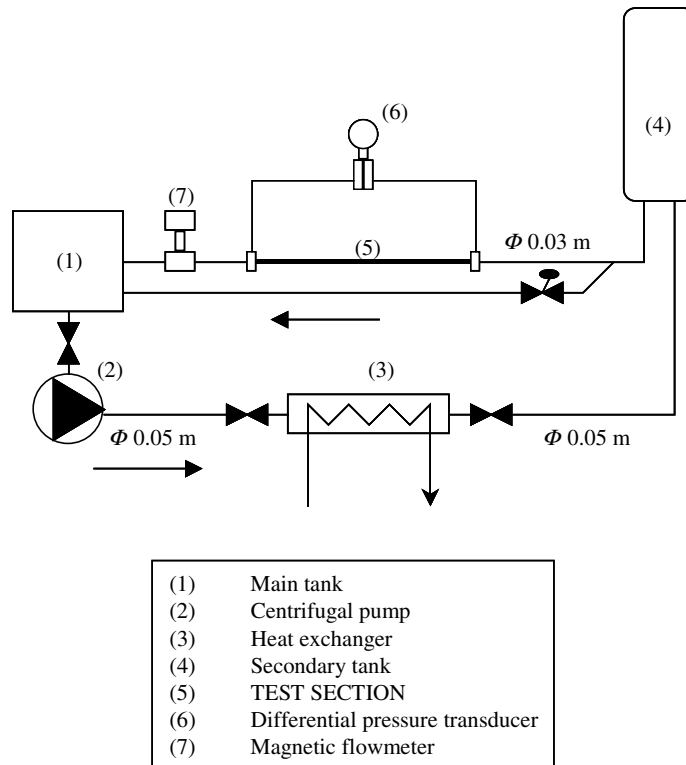 (6)
(4)
(7)
Φ 0.03 m
(5)
(1)
(2)
(3)
Φ 0.05 m
Φ 0.05 m
(1) Main tank
(2) Centrifugal pump
(3) Heat exchanger
(4) Secondary tank
(5) TEST SECTION
(6) Differential pressure transducer
(7) Magnetic flowmeter